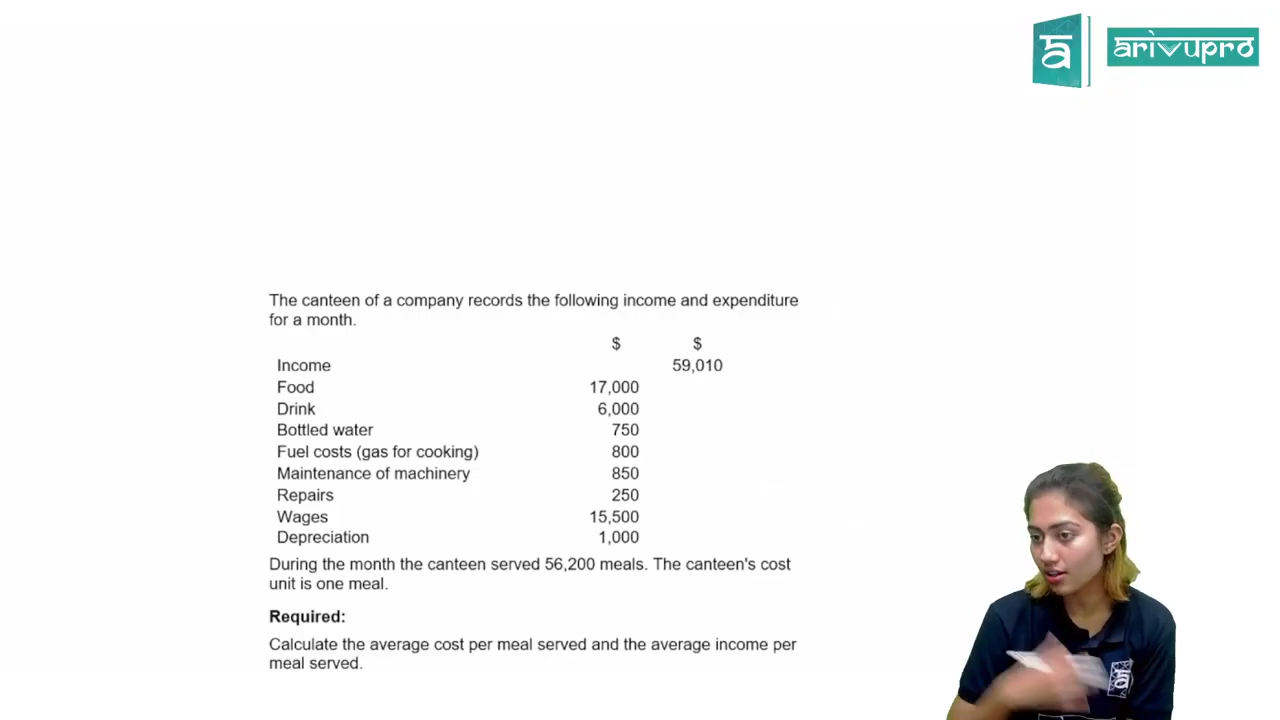 arivupro
The canteen of a company records the following income and expenditure
for a month.
$ $
Income 59,010
Food 17,000
Drink 6,000
Bottled water 750
Fuel costs (gas for cooking) 800
Maintenance of machinery 850
Repairs 250
Wages 15,500
Depreciation 1,000
During the month the canteen served 56,200 meals. The canteen's cost
unit is one meal.
Required:
Calculate the average cost per meal served and the average income per
meal served.